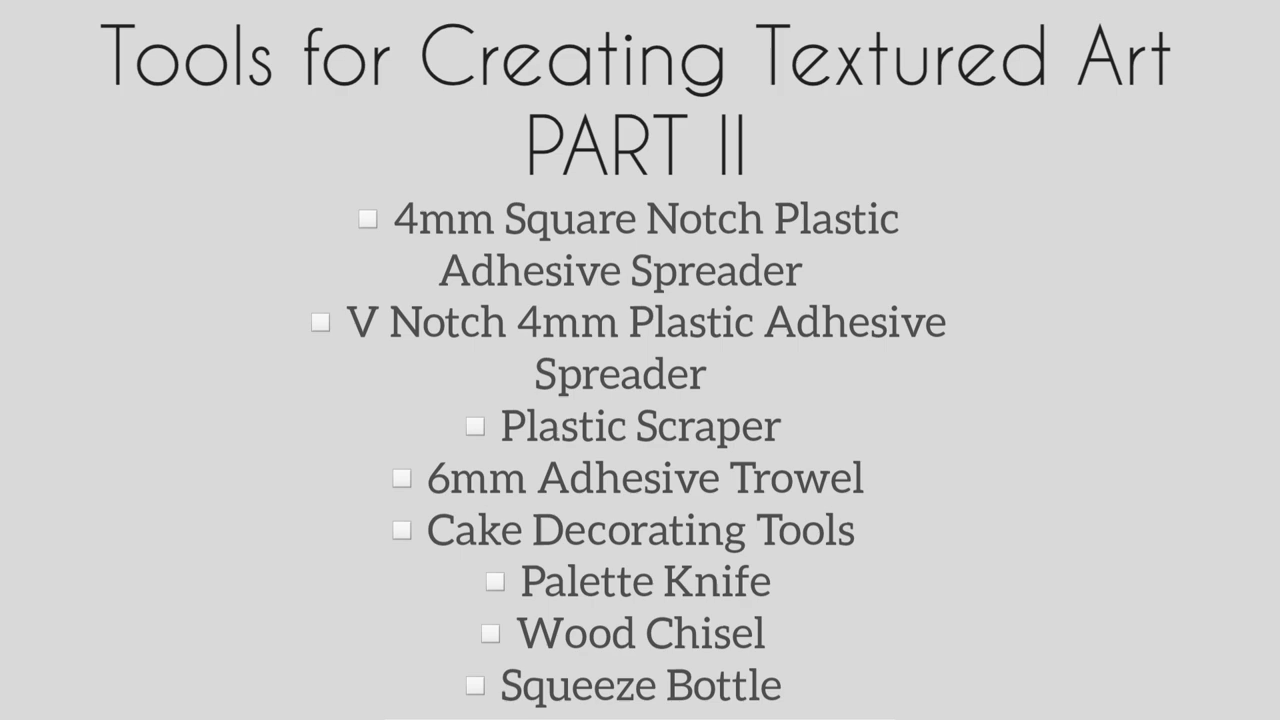 Tools for Creating Textured Art
PART II
4mm Square Notch Plastic
Adhesive Spreader
V Notch 4mm Plastic Adhesive
Spreader
Plastic Scraper
6mm Adhesive Trowel
Cake Decorating Tools
Palette Knife
Wood Chisel
Squeeze Bottle